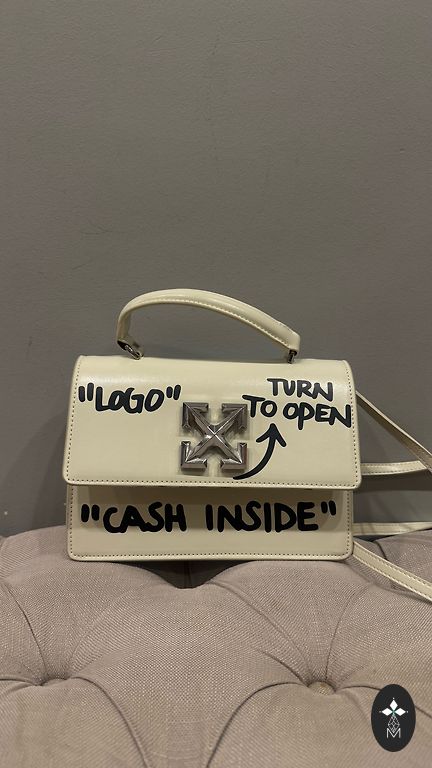 "LOGO"
TURN
TO OPEN
"CASH INSIDE"